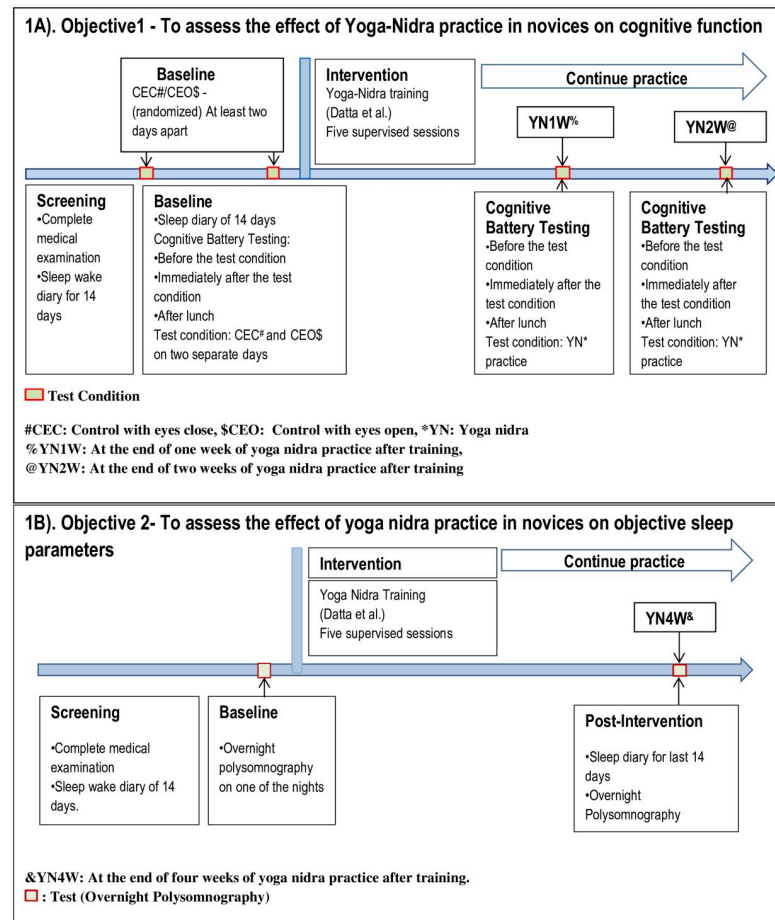 1A). Objective1 - To assess the effect of Yoga-Nidra practice in novices on cognitive function
Baseline
CEC#/CEO$ -
(randomized) At least two
days apart
Intervention
Yoga-Nidra training
(Datta et al.)
Five supervised sessions
Continue practice
YN1W%
YN2W@
Screening
•Complete
medical
examination
•Sleep wake
diary for 14
days
Baseline
•Sleep diary of 14 days
Cognitive Battery Testing:
•Before the test condition
•Immediately after the test
condition
•After lunch
Test condition: CEC# and CEO$
on two separate days
Cognitive
Battery Testing
•Before the test
condition
•Immediately after the
test condition
•After lunch
Test condition: YN*
practice
Cognitive
Battery Testing
•Before the test
condition
•Immediately after
the test condition
•After lunch
Test condition: YN*
practice
Test Condition
#CEC: Control with eyes close, $CEO: Control with eyes open, *YN: Yoga nidra
%YN1W: At the end of one week of yoga nidra practice after training,
@YN2W: At the end of two weeks of yoga nidra practice after training
1B). Objective 2- To assess the effect of yoga nidra practice in novices on objective sleep
parameters
Intervention
Yoga Nidra Training
(Datta et al.)
Five supervised sessions
Continue practice
YN4W&
Screening
•Complete medical
examination
•Sleep wake diary of 14
days.
Baseline
•Overnight
polysomnography
on one of the nights
Post-Intervention
•Sleep diary for last 14
days
•Overnight
Polysomnography
&YN4W: At the end of four weeks of yoga nidra practice after training.
: Test (Overnight Polysomnography)